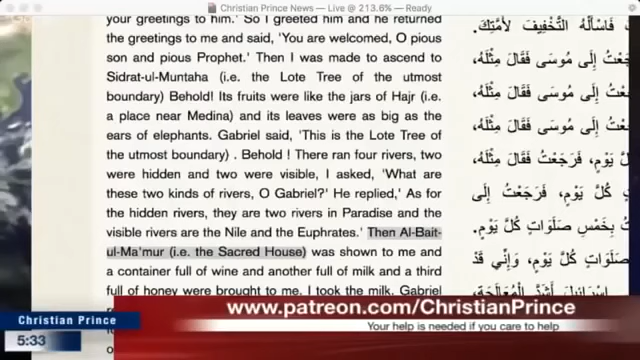 Christian Prince News — Live @ 213.6% — Ready
your greetings to him.' So I greeted him and he returned
the greetings to me and said, 'You are welcomed, O pious
son and pious Prophet.' Then I was made to ascend to
Sidrat-ul-Muntaha (i.e. the Lote Tree of the utmost
boundary) Behold! Its fruits were like the jars of Hajr (i.e.
a place near Medina) and its leaves were as big as the
ears of elephants. Gabriel said, 'This is the Lote Tree of
the utmost boundary) . Behold ! There ran four rivers, two
were hidden and two were visible, I asked, 'What are
these two kinds of rivers, O Gabriel?' He replied,' As for
the hidden rivers, they are two rivers in Paradise and the
visible rivers are the Nile and the Euphrates.' Then Al-Bait-
ul-Ma'mur (i.e. the Sacred House) was shown to me and
a container full of wine and another full of milk and a third
full of honey were brought to me. I took the milk. Gabriel
فَاسْأَلْهُ التَّخْفِيفَ لأُمَّتِكَ.
إِلَى مُوسَى فَقَالَ مِثْلَهُ،
إِلَى مُوسَى فَقَالَ مِثْلَهُ،
إِلَى مُوسَى فَقَالَ مِثْلَهُ،
يَوْمٍ، فَرَجَعْتُ فَقَالَ مِثْلَهُ،
كُلَّ يَوْمٍ، فَرَجَعْتُ إِلَى
بِخَمْسِ صَلَوَاتٍ كُلَّ يَوْمٍ.
صَلَوَاتٍ كُلَّ يَوْمٍ، وَإِنِّي قَدْ
أَشَدَّ الْمُعَالَجَةِ،
www.patreon.com/ChristianPrince
Your help is needed if you care to help
Christian Prince
5:33